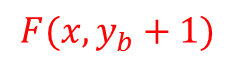 F(x, y_b + 1)